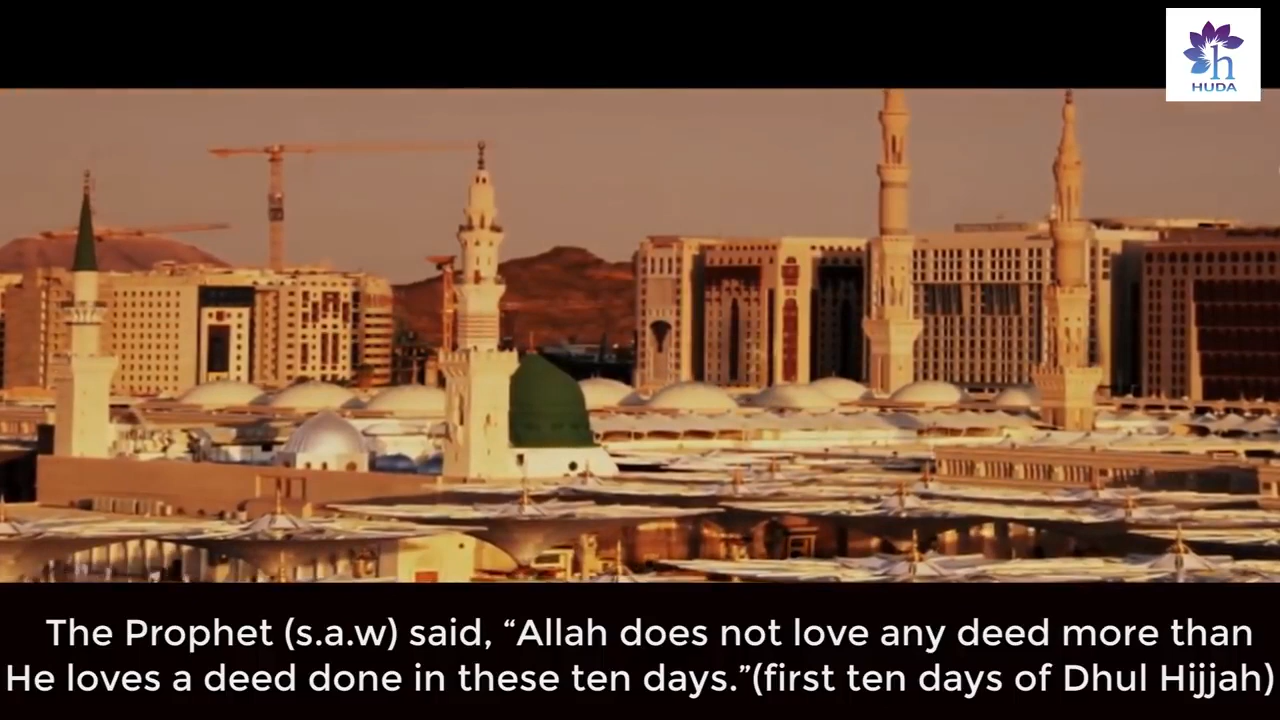 HUDA
The Prophet (s.a.w) said, “Allah does not love any deed more than
He loves a deed done in these ten days.”(first ten days of Dhul Hijjah)